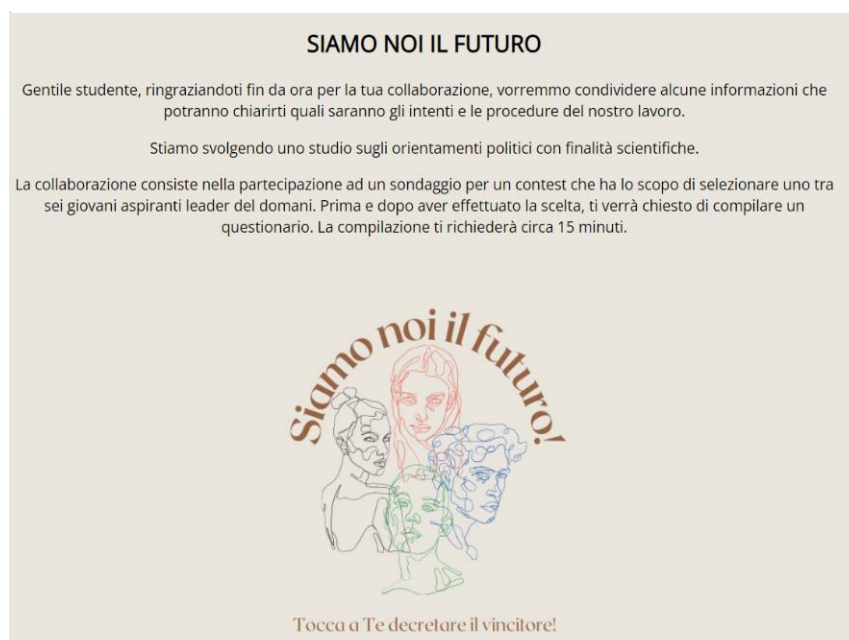 SIAMO NOI IL FUTURO
Gentile studente, ringraziandoti fin da ora per la tua collaborazione, vorremmo condividere alcune informazioni che
potranno chiarirti quali saranno gli intenti e le procedure del nostro lavoro.
Stiamo svolgendo uno studio sugli orientamenti politici con finalità scientifiche.
La collaborazione consiste nella partecipazione ad un sondaggio per un contest che ha lo scopo di selezionare uno tra
sei giovani aspiranti leader del domani. Prima e dopo aver effettuato la scelta, ti verrà chiesto di compilare un
questionario. La compilazione ti richiederà circa 15 minuti.
Siamo noi il futuro!
Tocca a Te decretare il vincitore!